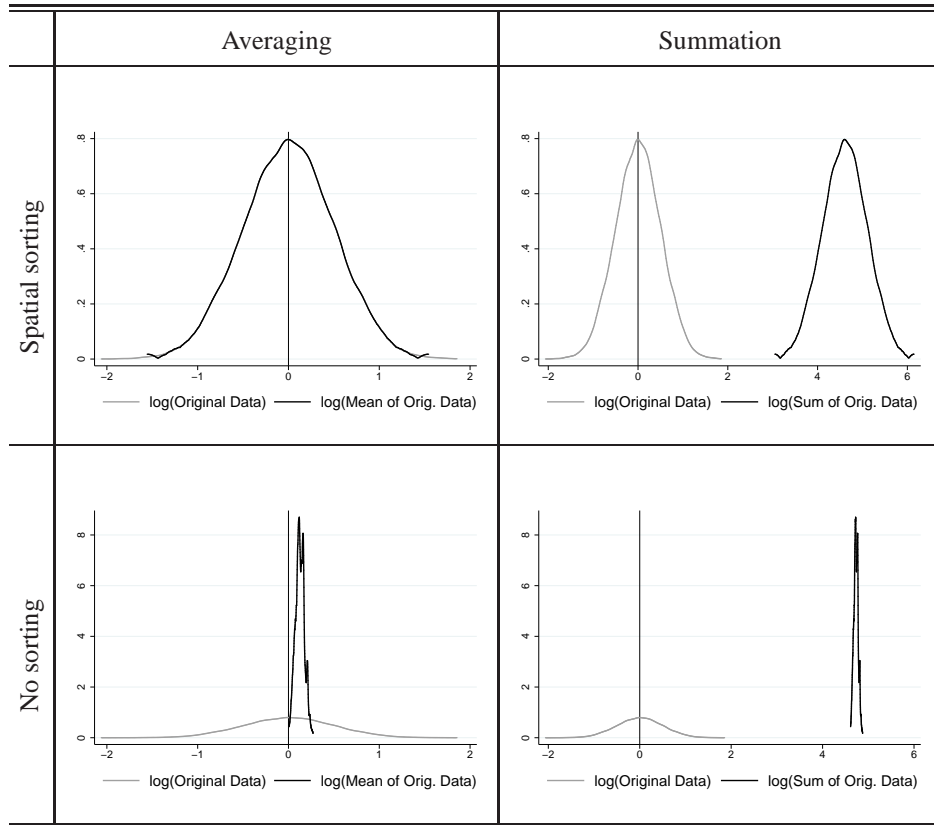 Averaging Summation
Spatial sorting
0 .2 .4 .6 .8
−2 −1 0 1 2
log(Original Data) log(Mean of Orig. Data)
0 .2 .4 .6 .8
−2 0 2 4 6
log(Original Data) log(Sum of Orig. Data)
No sorting
0 2 4 6 8
−2 −1 0 1 2
log(Original Data) log(Mean of Orig. Data)
0 2 4 6 8
−2 0 2 4 6
log(Original Data) log(Sum of Orig. Data)